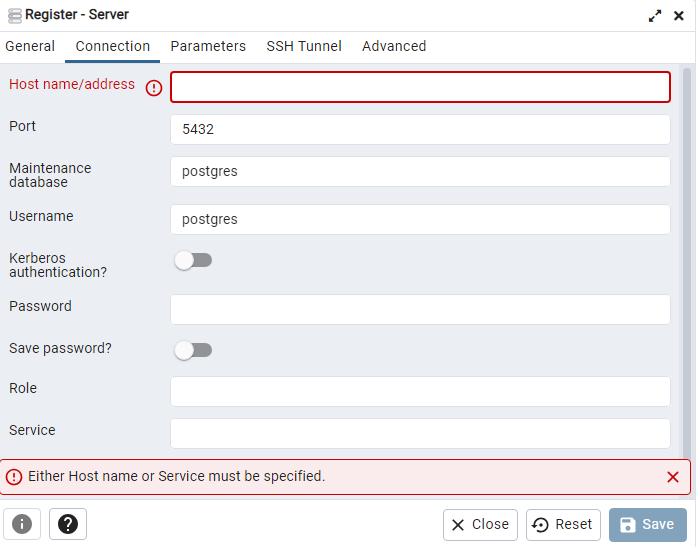 Register - Server
General Connection Parameters SSH Tunnel Advanced
Host name/address
Port 5432
Maintenance
database postgres
Username postgres
Kerberos
authentication?
Password
Save password?
Role
Service
Either Host name or Service must be specified.
Close Reset Save